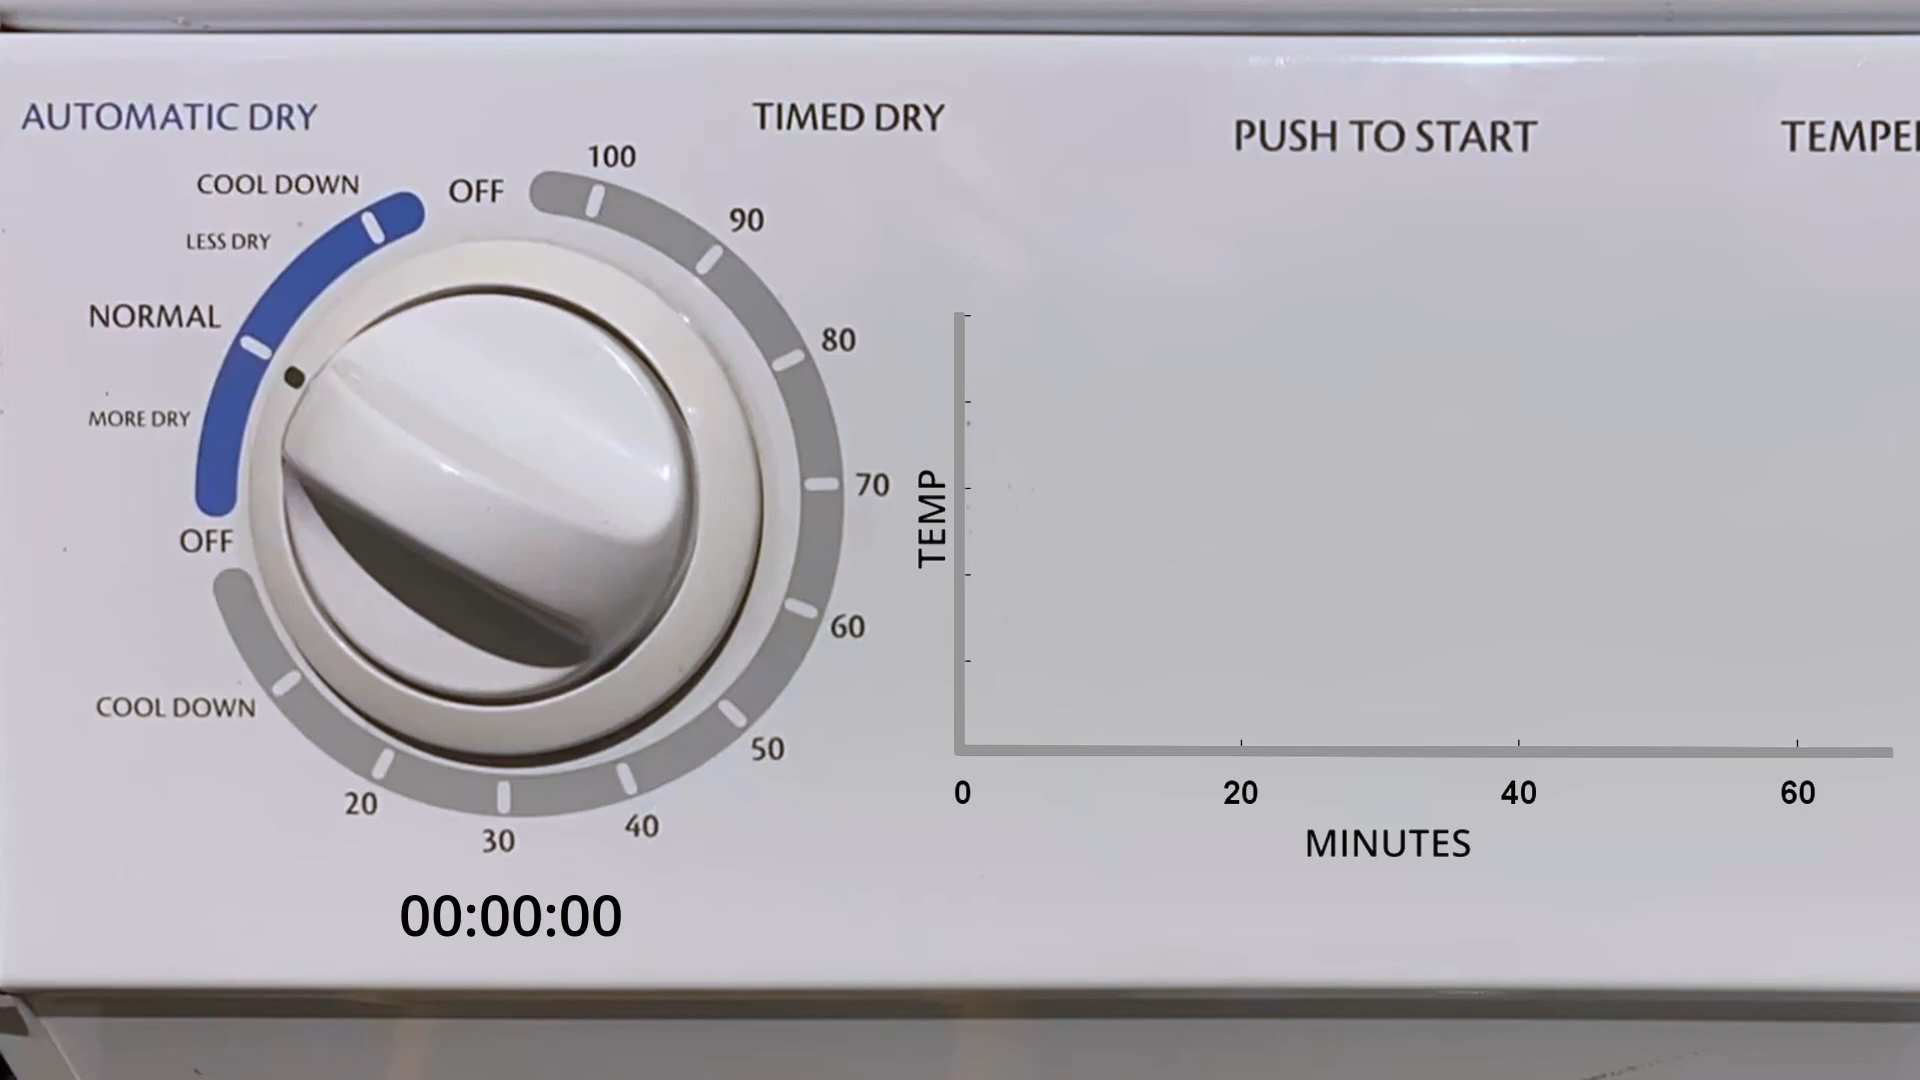 AUTOMATIC DRY
TIMED DRY
PUSH TO START
TEMPE
COOL DOWN
OFF
100
LESS DRY
90
NORMAL
80
MORE DRY
70
OFF
60
COOL DOWN
50
20
30
40
00:00:00
TEMP
0 20 40 60
MINUTES